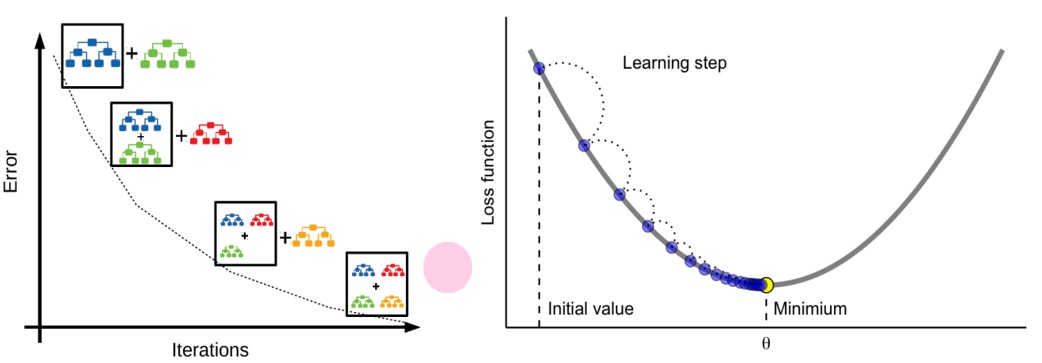 Error
+
+
+
+
+
+
Iterations
Loss function
Learning step
Initial value
Minimium
θ